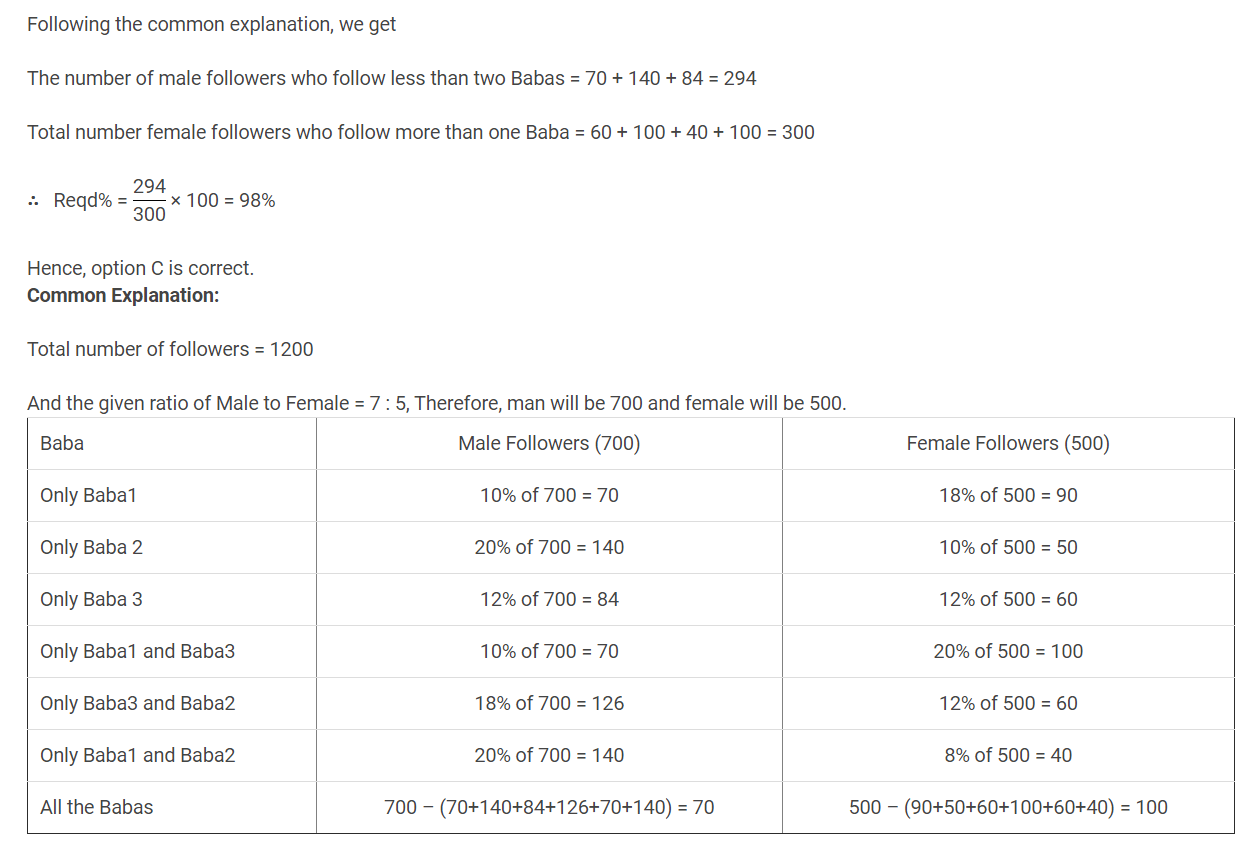 Following the common explanation, we get
The number of male followers who follow less than two Babas = 70 + 140 + 84 = 294
Total number female followers who follow more than one Baba = 60 + 100 + 40 + 100 = 300
∴ Reqd% = 294/300 × 100 = 98%
Hence, option C is correct.
Common Explanation:
Total number of followers = 1200
And the given ratio of Male to Female = 7 : 5, Therefore, man will be 700 and female will be 500.
Baba Male Followers (700) Female Followers (500)
Only Baba1 10% of 700 = 70 18% of 500 = 90
Only Baba 2 20% of 700 = 140 10% of 500 = 50
Only Baba 3 12% of 700 = 84 12% of 500 = 60
Only Baba1 and Baba3 10% of 700 = 70 20% of 500 = 100
Only Baba3 and Baba2 18% of 700 = 126 12% of 500 = 60
Only Baba1 and Baba2 20% of 700 = 140 8% of 500 = 40
All the Babas 700 − (70+140+84+126+70+140) = 70 500 − (90+50+60+100+60+40) = 100